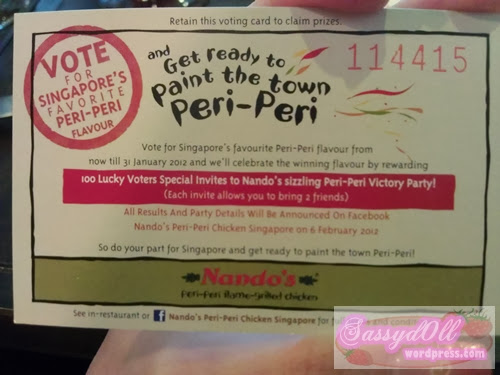 Retain this voting card to claim prizes.
VOTE
FOR
SINGAPORE'S
FAVORITE
PERI-PERI
FLAVOUR
and
Get ready to
paint the town
Peri-Peri
114415
Vote for Singapore's favourite Peri-Peri flavour from
now till 31 January 2012 and we'll celebrate the winning flavour by rewarding
100 Lucky Voters Special Invites to Nando's sizzling Peri-Peri Victory Party!
(Each invite allows you to bring 2 friends)
All Results And Party Details Will Be Announced On Facebook
Nando's Peri-Peri Chicken Singapore on 6 February 2012
So do your part for Singapore and get ready to paint the town Peri-Peri!
Nando's
Peri-Peri flame-grilled chicken
See in-restaurant or f Nando's Peri-Peri Chicken Singapore for
Sassyd0ll
wordpress.com